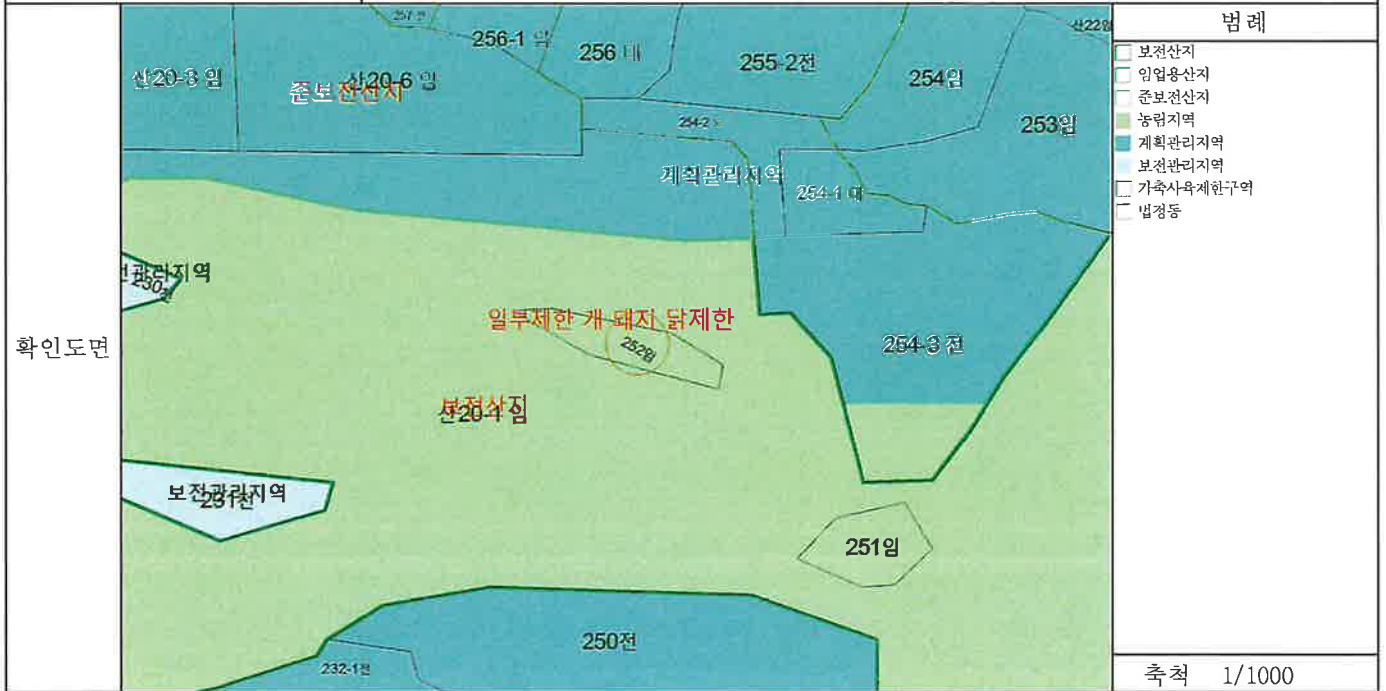 확인도면
257 전
256-1 임
256 대
255-2전
254임
253임
산20-3 임
산20-6 임
준보전산지
254-2
계획관리지역
254-1 대
230전
일부제한 개 돼지 닭제한
252임
254-3 전
보전산지
산20-1 임
보전관리지역
231전
251임
250전
232-1전
범례
보전산지
임업용산지
준보전산지
농림지역
계획관리지역
보전관리지역
가축사육제한구역
법정동
축척 1/1000